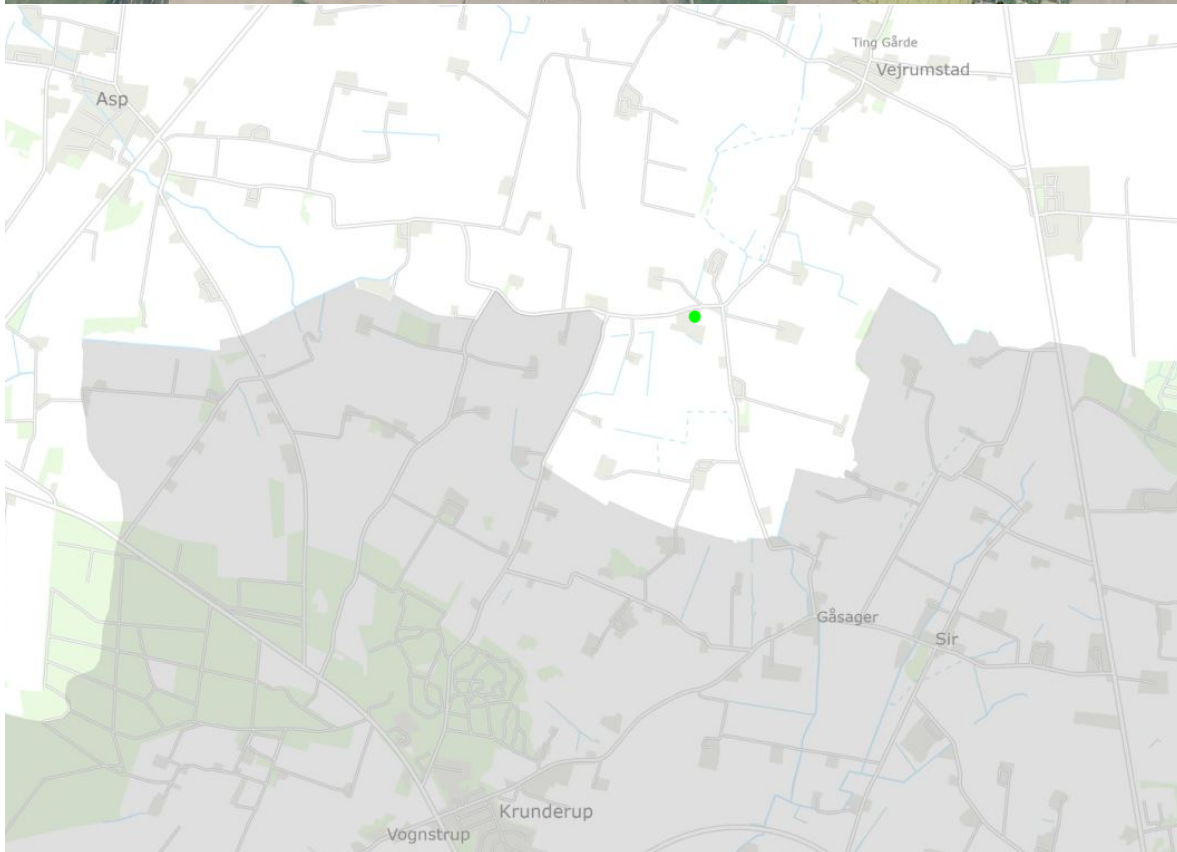 Ting Gårde
Vejrumstad
Asp
Gåsager
Sir
Krunderup
Vognstrup